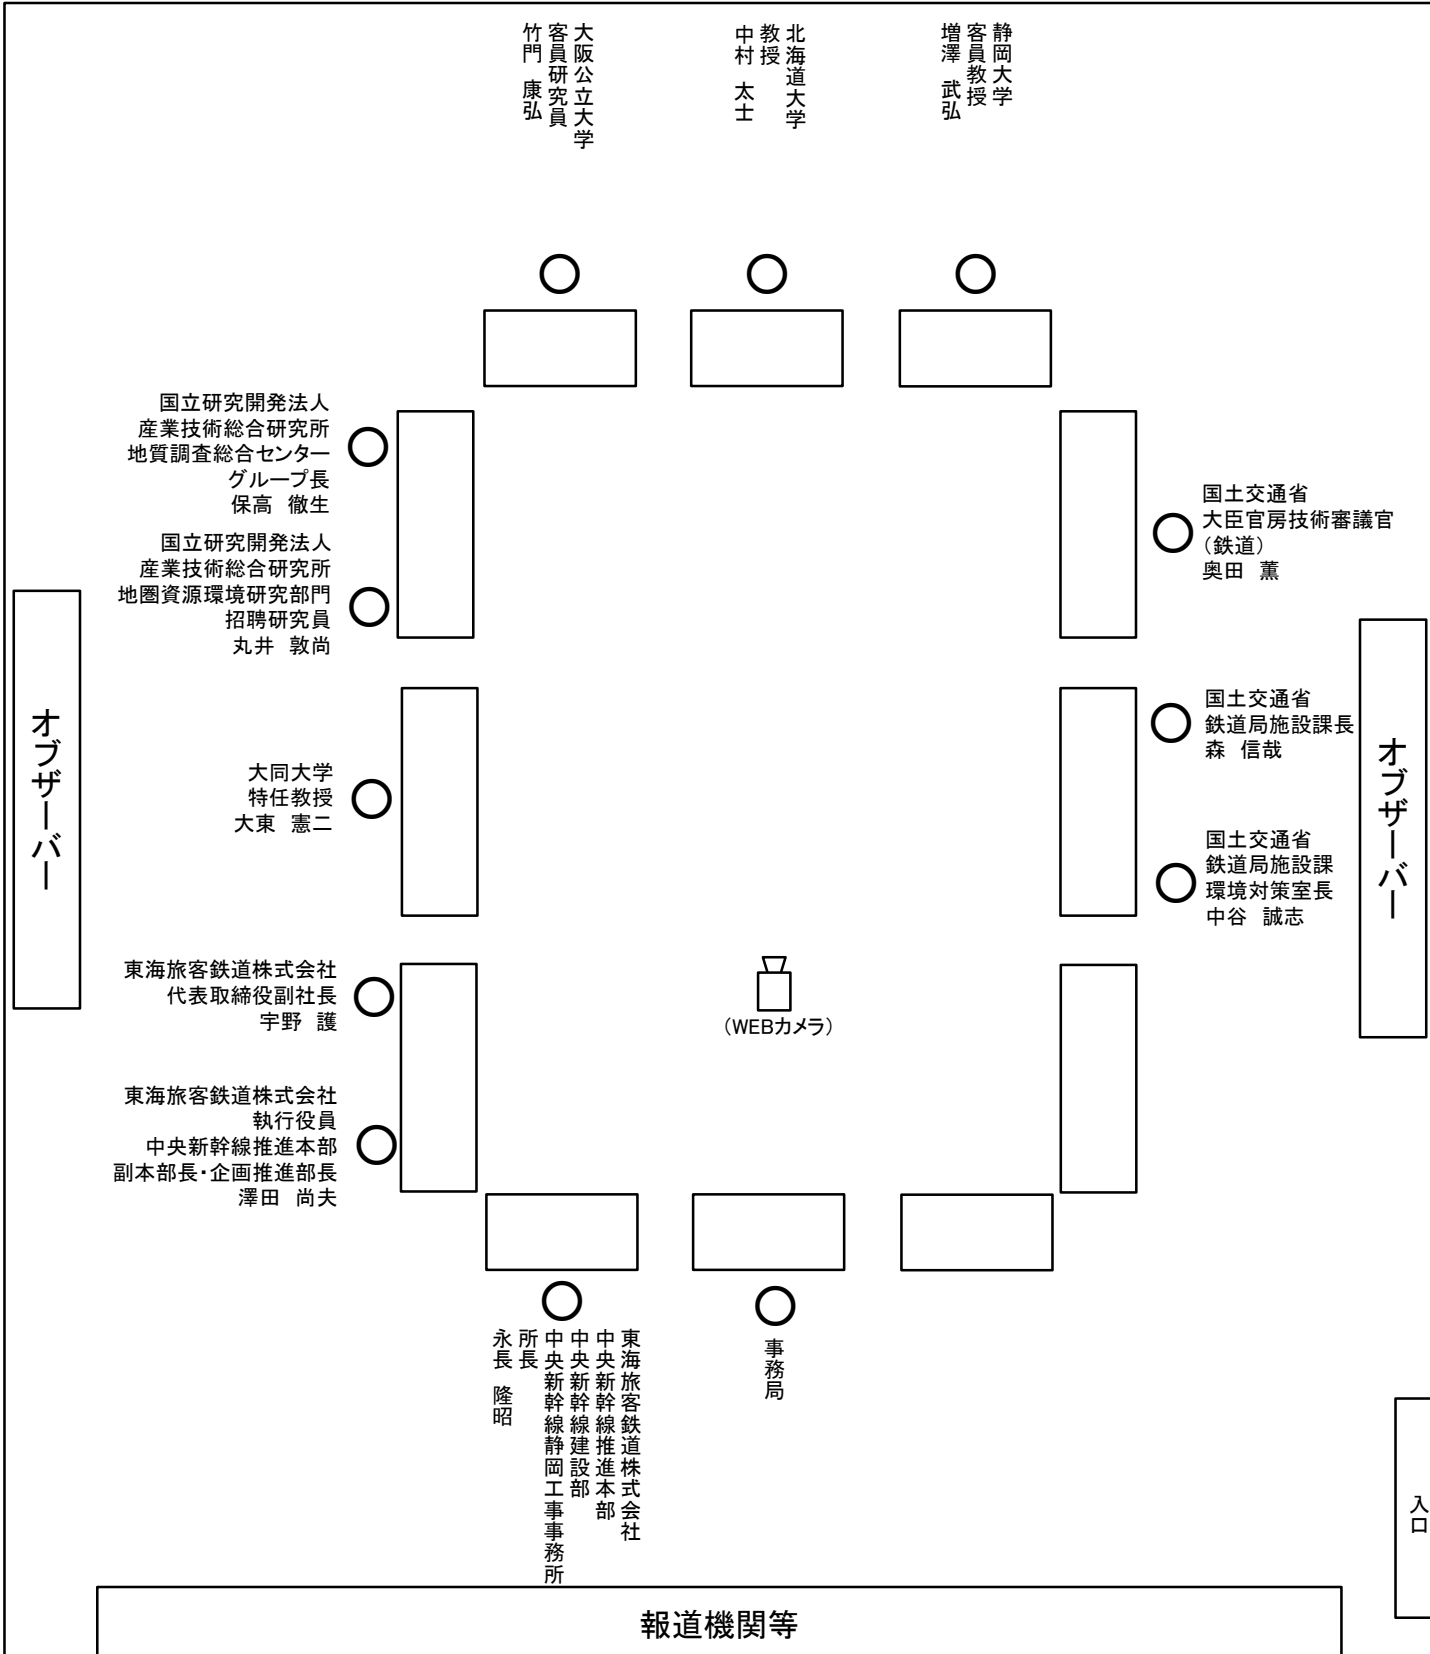 大阪公立大学
客員研究員
竹門　康弘
北海道大学
教授
中村　太士
静岡大学
客員教授
増澤　武弘
国立研究開発法人
産業技術総合研究所
地質調査総合センター
グループ長
保高　徹生
国立研究開発法人
産業技術総合研究所
地圏資源環境研究部門
招聘研究員
丸井　敦尚
大同大学
特任教授
大東　憲二
東海旅客鉄道株式会社
代表取締役副社長
宇野　護
東海旅客鉄道株式会社
執行役員
中央新幹線推進本部
副本部長・企画推進部長
澤田　尚夫
国土交通省
大臣官房技術審議官
（鉄道）
奥田　薫
国土交通省
鉄道局施設課長
森　信哉
国土交通省
鉄道局施設課
環境対策室長
中谷　誠志
オブザーバー
オブザーバー
（WEBカメラ）
東海旅客鉄道株式会社
中央新幹線推進本部
中央新幹線建設部
中央新幹線静岡工事事務所
所長
永長　隆昭
事務局
入口
報道機関等